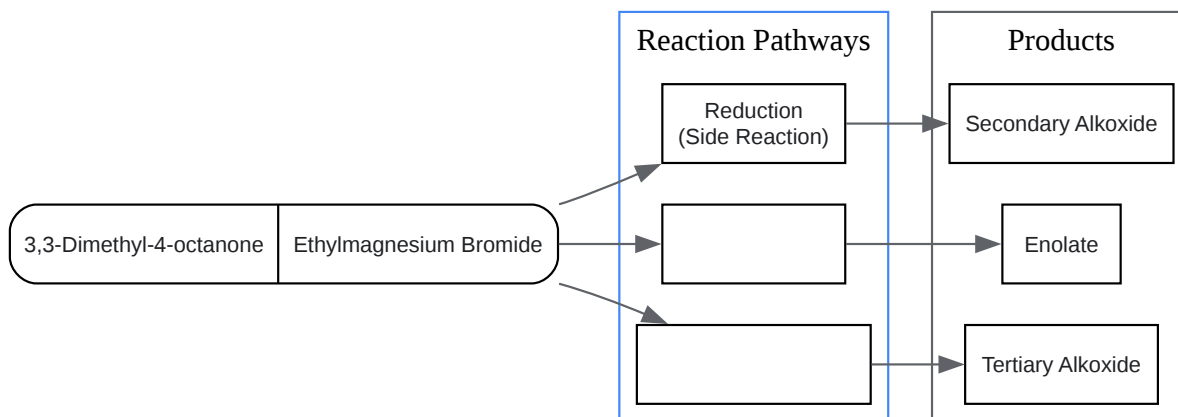 Reaction Pathways
Products
Reduction
(Side Reaction)
Secondary Alkoxide
3,3-Dimethyl-4-octanone
Ethylmagnesium Bromide
Enolate
Tertiary Alkoxide